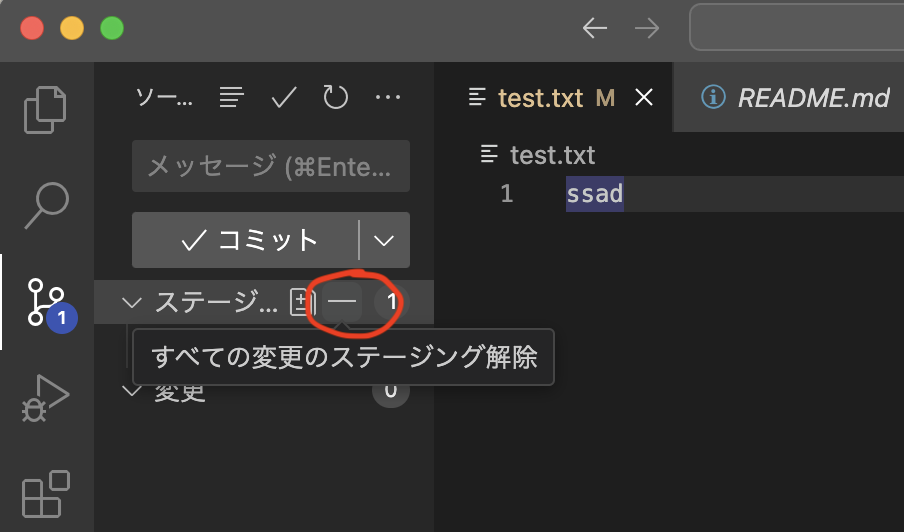 ソー...
test.txt M
README.md
メッセージ (⌘Ente...
test.txt
1 ssad
コミット
ステージ... 1
1
すべての変更のステージング解除
変更 0